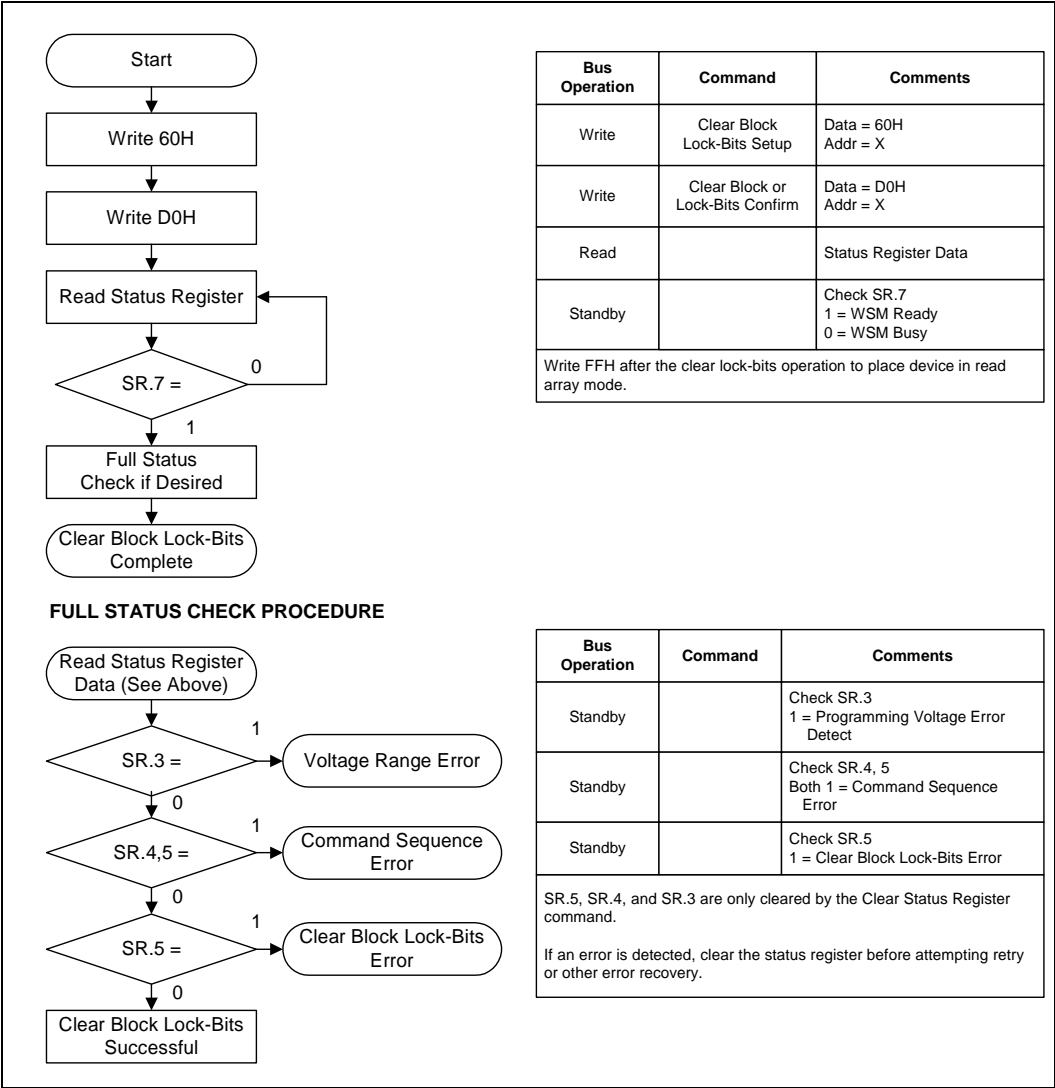 Start
Write 60H
Write D0H
Read Status Register
SR.7 =
0
1
Full Status
Check if Desired
Clear Block Lock-Bits
Complete
Bus
Operation
Command
Comments
Write
Clear Block
Lock-Bits Setup
Data = 60H
Addr = X
Write
Clear Block or
Lock-Bits Confirm
Data = D0H
Addr = X
Read
Status Register Data
Standby
Check SR.7
1 = WSM Ready
0 = WSM Busy
Write FFH after the clear lock-bits operation to place device in read
array mode.
FULL STATUS CHECK PROCEDURE
Read Status Register
Data (See Above)
SR.3 =
1
Voltage Range Error
0
SR.4,5 =
1
Command Sequence
Error
0
SR.5 =
1
Clear Block Lock-Bits
Error
0
Clear Block Lock-Bits
Successful
Bus
Operation
Command
Comments
Standby
Check SR.3
1 = Programming Voltage Error
Detect
Standby
Check SR.4, 5
Both 1 = Command Sequence
Error
Standby
Check SR.5
1 = Clear Block Lock-Bits Error
SR.5, SR.4, and SR.3 are only cleared by the Clear Status Register
command.
If an error is detected, clear the status register before attempting retry
or other error recovery.